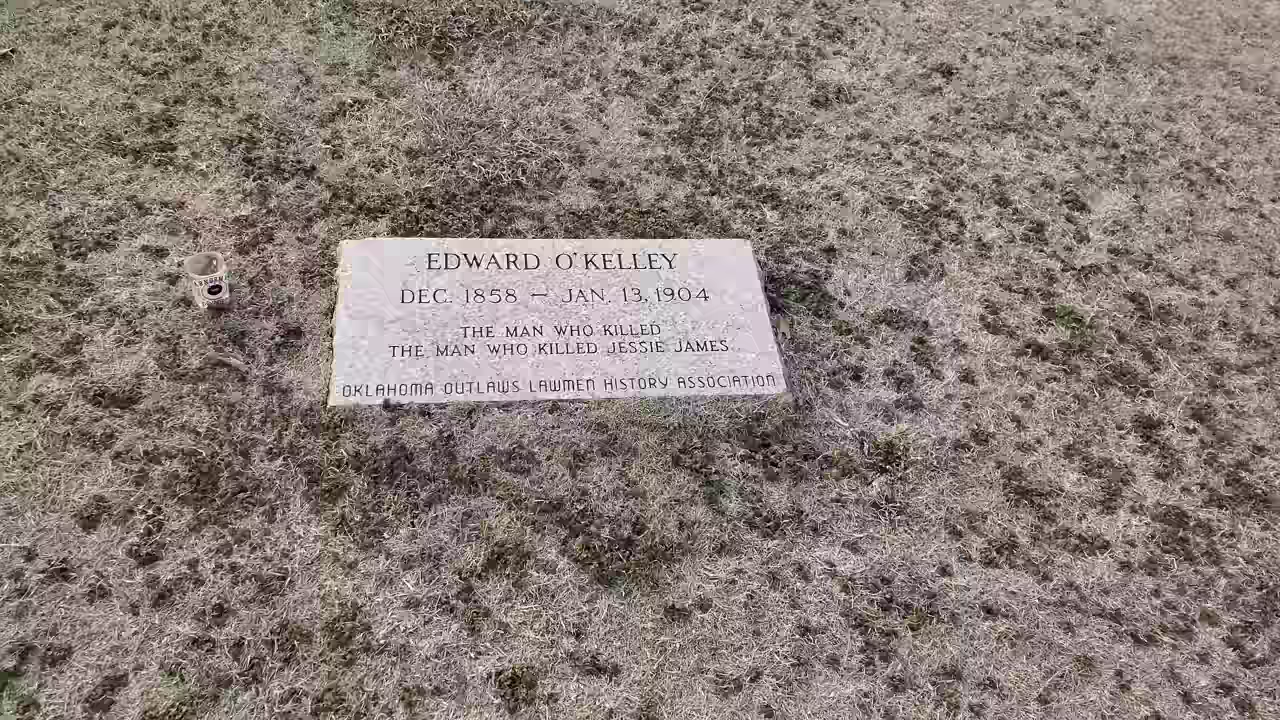 EDWARD O'KELLEY
DEC. 1858 – JAN. 13, 1904
THE MAN WHO KILLED
THE MAN WHO KILLED JESSIE JAMES
OKLAHOMA OUTLAWS LAWMEN HISTORY ASSOCIATION